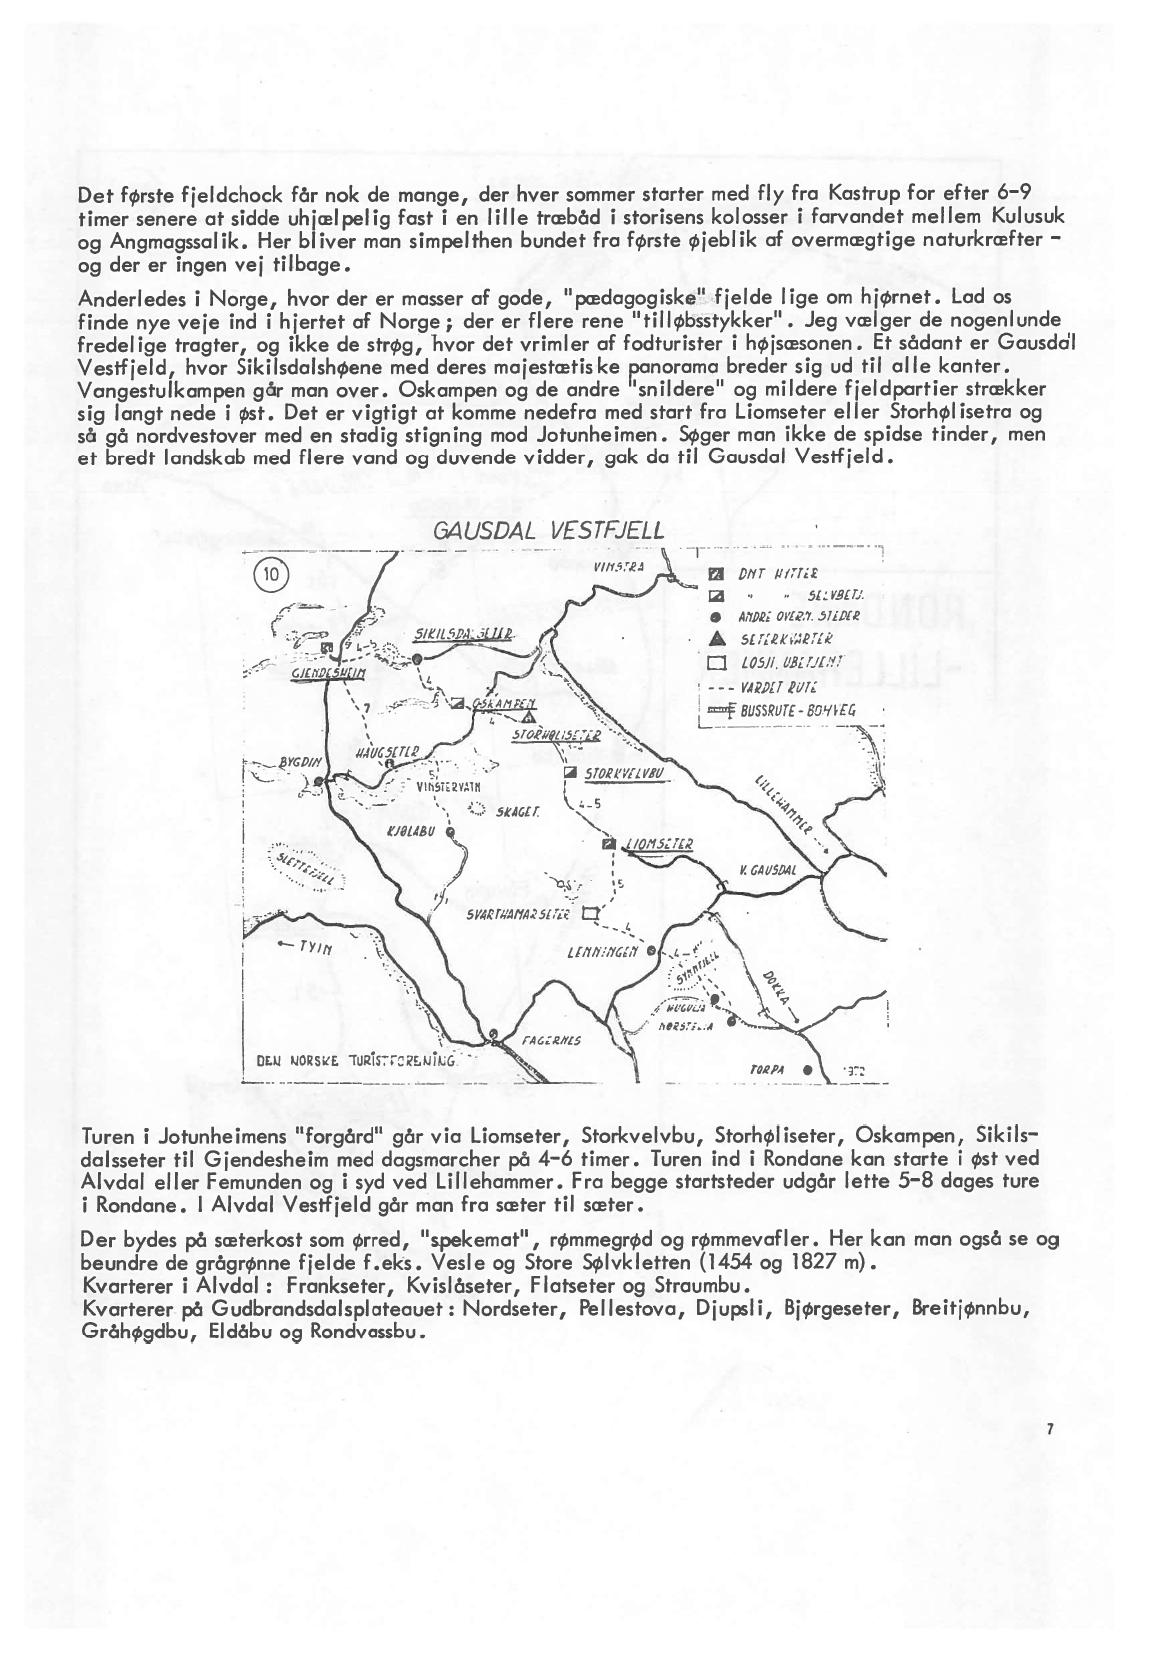 Det første fjeldchock får nok de mange, der hver sommer starter med fly fra Kastrup for efter 6-9
timer senere at sidde uhjælpelig fast i en lille træbåd i storisens kolosser i farvandet mellem Kulusuk
og Angmagssalik. Her bliver man simpelthen bundet fra første øjeblik af overmægtige naturkræfter -
og der er ingen vej tilbage.
Anderledes i Norge, hvor der er masser af gode, "pædagogiske" fjelde lige om hjørnet. Lad os
finde nye veje ind i hjertet af Norge; der er flere rene "tilløbsstykker". Jeg vælger de nogenlunde
fredelige tragter, og ikke de strøg, hvor det vrimler af fodturister i højsæsonen. Et sådant er Gausdal
Vestfjeld, hvor Sikilsdalshøene med deres majestætiske panorama breder sig ud til alle kanter.
Vangestulkampen går man over. Oskampen og de andre "snildere" og mildere fjeldpartier strækker
sig langt nede i øst. Det er vigtigt at komme nedefra med start fra Liomseter eller Storhølisetra og
så gå nordvestover med en stadig stigning mod Jotunheimen. Søger man ikke de spidse tinder, men
et bredt landskab med flere vand og duvende vidder, gak da til Gausdal Vestfjeld.
GAUSDAL VESTFJELL
10
VINSTRA
DNT HYTTER
" " SELVBETJ.
ANDRE OVERN. STEDER
SETERKVARTER
LOSJI, UBETJENT
VARDET RUTE
BUSSRUTE - BOMVEG
SIKILSDALSETER
4-5
GJENDESHEIM
4
5
7
OSKAMPEN
4
STORHØLISETER
HAUGSETER
BYGDIN
5
VINSTERVATN
STORKVELVBU
SKAGET.
4-5
KJØLABU
LIOMSETER
LILLEHAMMER
SLETTEFJELL
V. GAUSDAL
5
SVARTHAMARSETER
4
TYIN
LENNINGEN
4
SYNNFJELL
DOKKA
HUGULIA
NORSTELIA
FAGERNES
DEN NORSKE TURISTFORENING
TORPA
1972
Turen i Jotunheimens "forgård" går via Liomseter, Storkvelvbu, Storhøliseter, Oskampen, Sikils-
dalsseter til Gjendesheim med dagsmarcher på 4-6 timer. Turen ind i Rondane kan starte i øst ved
Alvdal eller Femunden og i syd ved Lillehammer. Fra begge startsteder udgår lette 5-8 dages ture
i Rondane. I Alvdal Vestfjeld går man fra sæter til sæter.
Der bydes på sæterkost som ørred, "spekemat", rømmegrød og rømmevafler. Her kan man også se og
beundre de grågrønne fjelde f.eks. Vesle og Store Sølvkletten (1454 og 1827 m).
Kvarterer i Alvdal : Frankseter, Kvislåseter, Flatseter og Straumbu.
Kvarterer på Gudbrandsdalsplateauet : Nordseter, Pellestova, Djupsli, Bjørgeseter, Breitjønnbu,
Gråhøgdbu, Eldåbu og Rondvassbu.
7